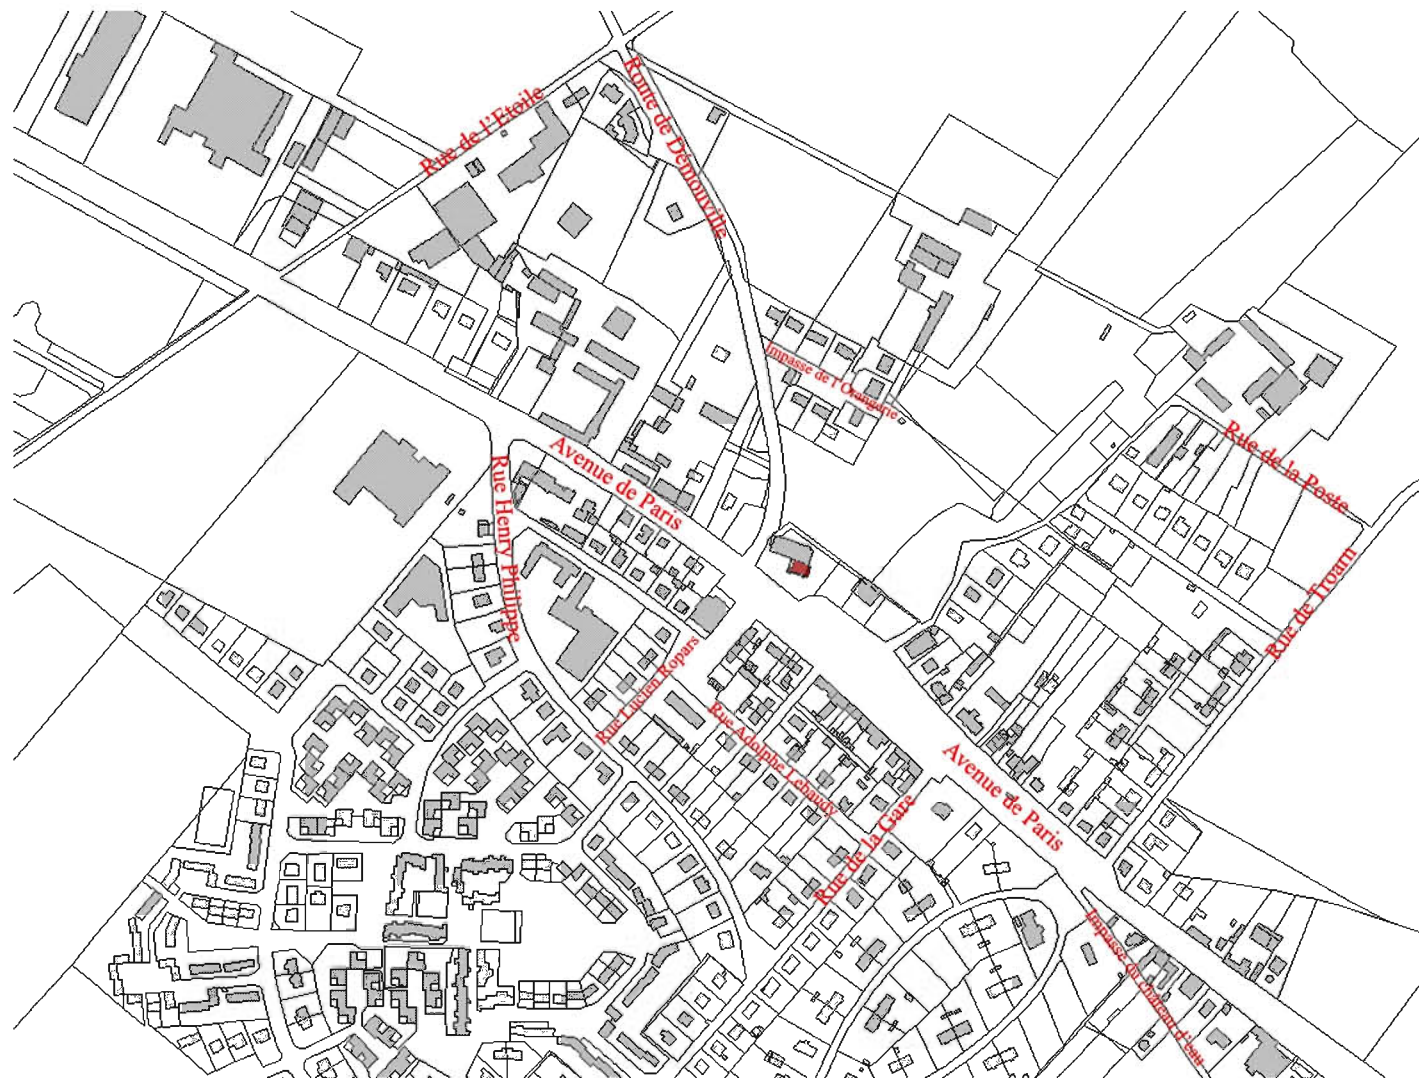 Route de Démouville
Rue de l'Etoile
Impasse de l'Orangerie
Avenue de Paris
Rue de la Poste
Rue Henry Philippe
Rue de Troarn
Rue Lucien Ropars
Rue Adolphe Lebaudy
Avenue de Paris
Rue de la Gare
Impasse du château d'eau